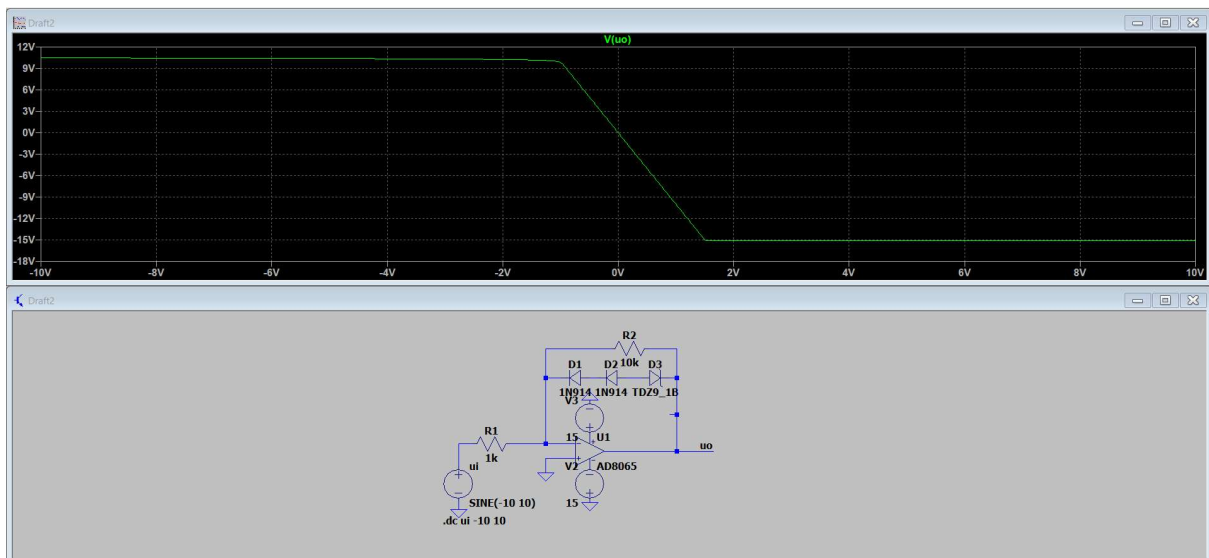 Draft2
V(uo)
12V
9V
6V
3V
0V
-3V
-6V
-9V
-12V
-15V
-18V
-10V -8V -6V -4V -2V 0V 2V 4V 6V 8V 10V
Draft2
R2
10k
D1 D2 D3
1N914 1N914 TDZ9_1B
V3
R1
1k
15 U1
uo
ui
V2 AD8065
SINE(-10 10)
15
.dc ui -10 10